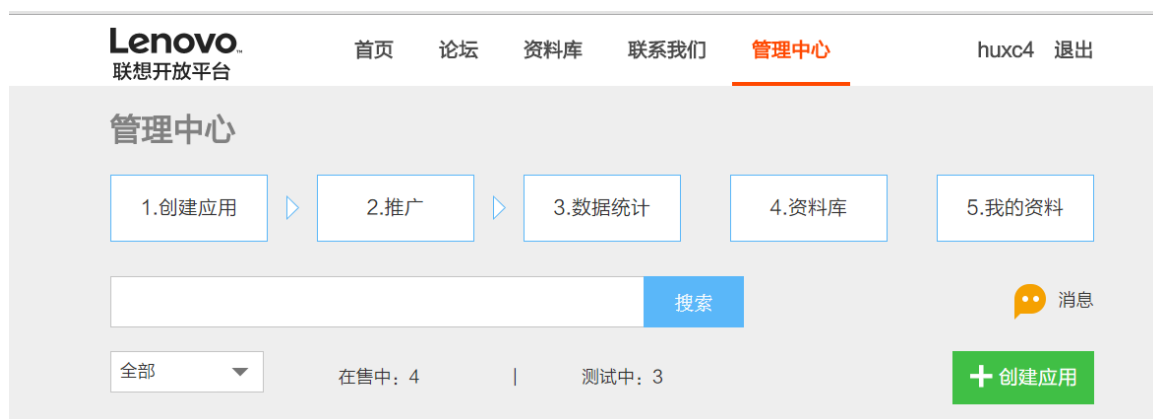 Lenovo™ 首页 论坛 资料库 联系我们 管理中心 huxc4 退出
联想开放平台
管理中心
1.创建应用 2.推广 3.数据统计 4.资料库 5.我的资料
搜索 消息
全部 在售中：4 | 测试中：3 创建应用